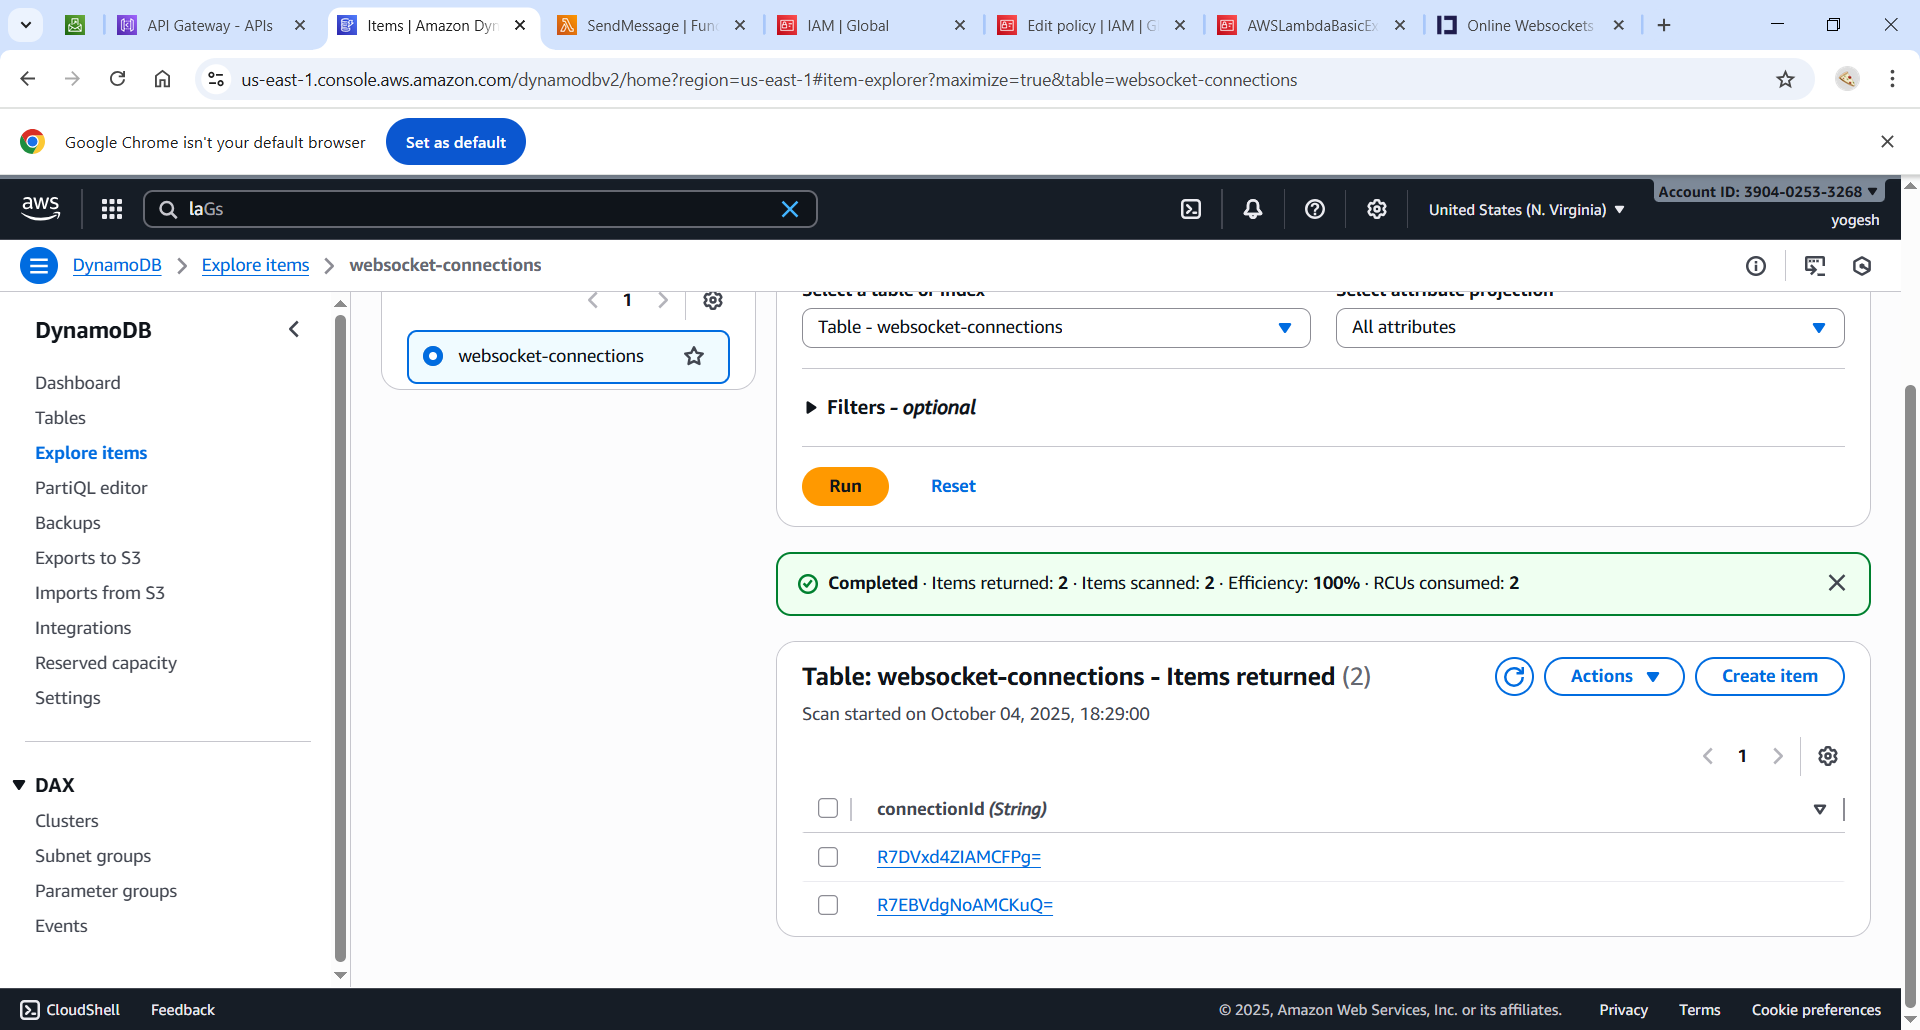 API Gateway - APIs
Items | Amazon Dyn
SendMessage | Func
IAM | Global
Edit policy | IAM | G
AWSLambdaBasicEx
Online Websockets
us-east-1.console.aws.amazon.com/dynamodbv2/home?region=us-east-1#item-explorer?maximize=true&table=websocket-connections
Google Chrome isn't your default browser
Set as default
aws
laGs
United States (N. Virginia)
Account ID: 3904-0253-3268
yogesh
DynamoDB
Explore items
websocket-connections
DynamoDB
Dashboard
Tables
Explore items
PartiQL editor
Backups
Exports to S3
Imports from S3
Integrations
Reserved capacity
Settings
DAX
Clusters
Subnet groups
Parameter groups
Events
1
websocket-connections
Select a table or index
Select attribute projection
Table - websocket-connections
All attributes
Filters - optional
Run
Reset
Completed · Items returned: 2 · Items scanned: 2 · Efficiency: 100% · RCUs consumed: 2
Table: websocket-connections - Items returned (2)
Scan started on October 04, 2025, 18:29:00
Actions
Create item
1
connectionId (String)
R7DVxd4ZIAMCFPg=
R7EBVdgNoAMCKuQ=
CloudShell
Feedback
© 2025, Amazon Web Services, Inc. or its affiliates.
Privacy
Terms
Cookie preferences